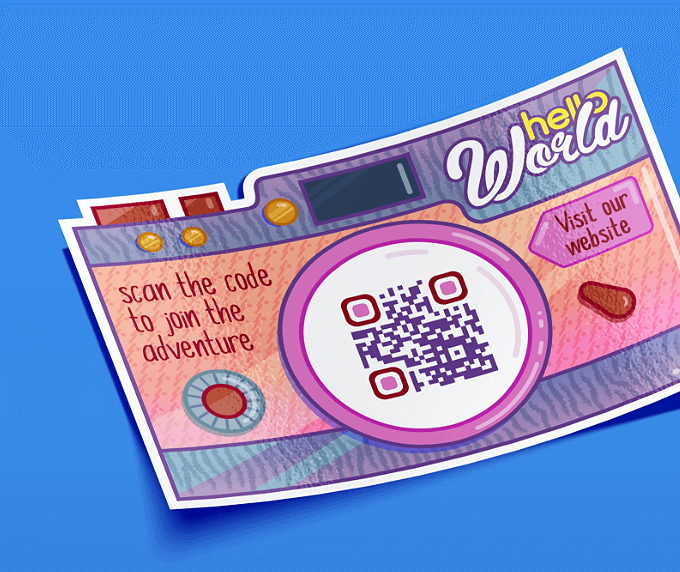 hello
World
Visit our
website
scan the code
to join the
adventure